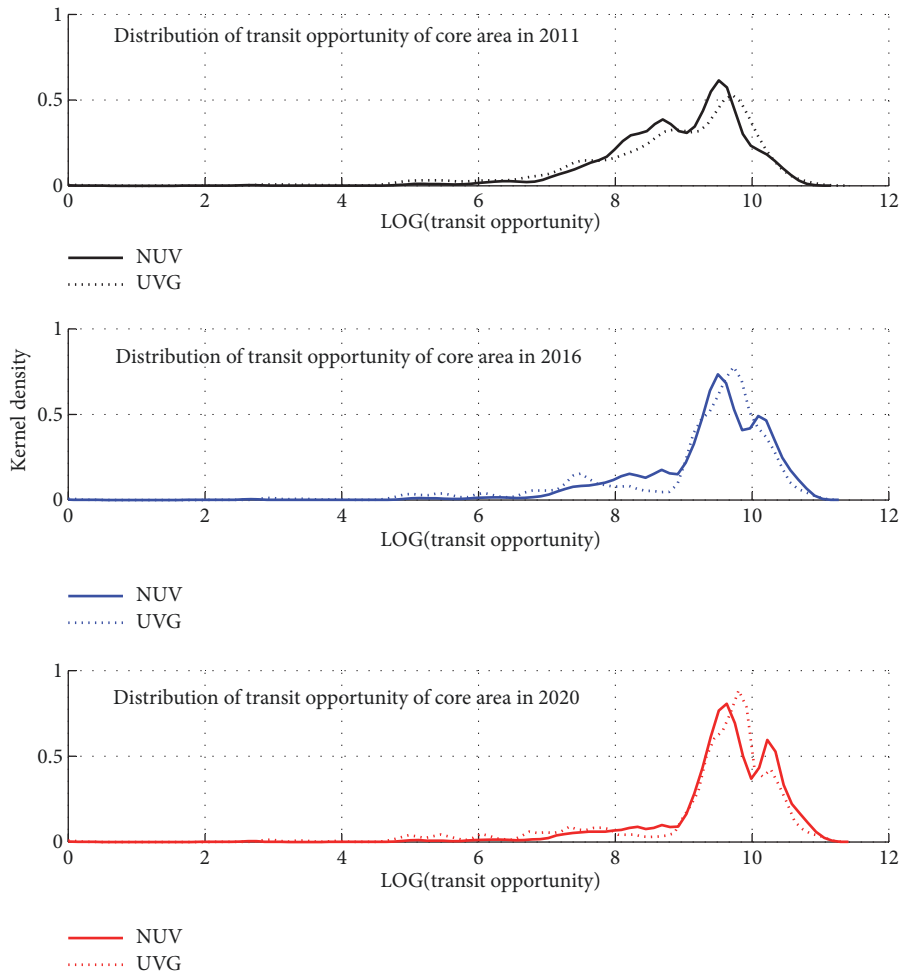 1
Distribution of transit opportunity of core area in 2011
0.5
0
0 2 4 6 8 10 12
LOG(transit opportunity)
NUV
UVG
1
Distribution of transit opportunity of core area in 2016
Kernel density
0.5
0
0 2 4 6 8 10 12
LOG(transit opportunity)
NUV
UVG
1
Distribution of transit opportunity of core area in 2020
0.5
0
0 2 4 6 8 10 12
LOG(transit opportunity)
NUV
UVG